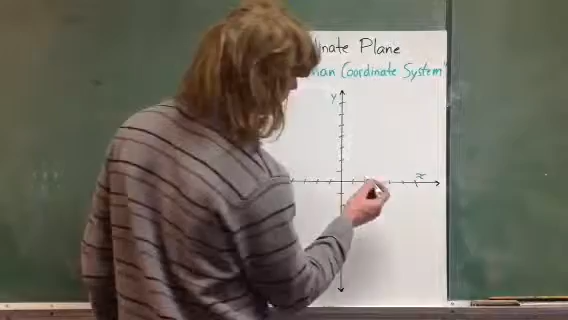 inate Plane
man Coordinate System"
y
x